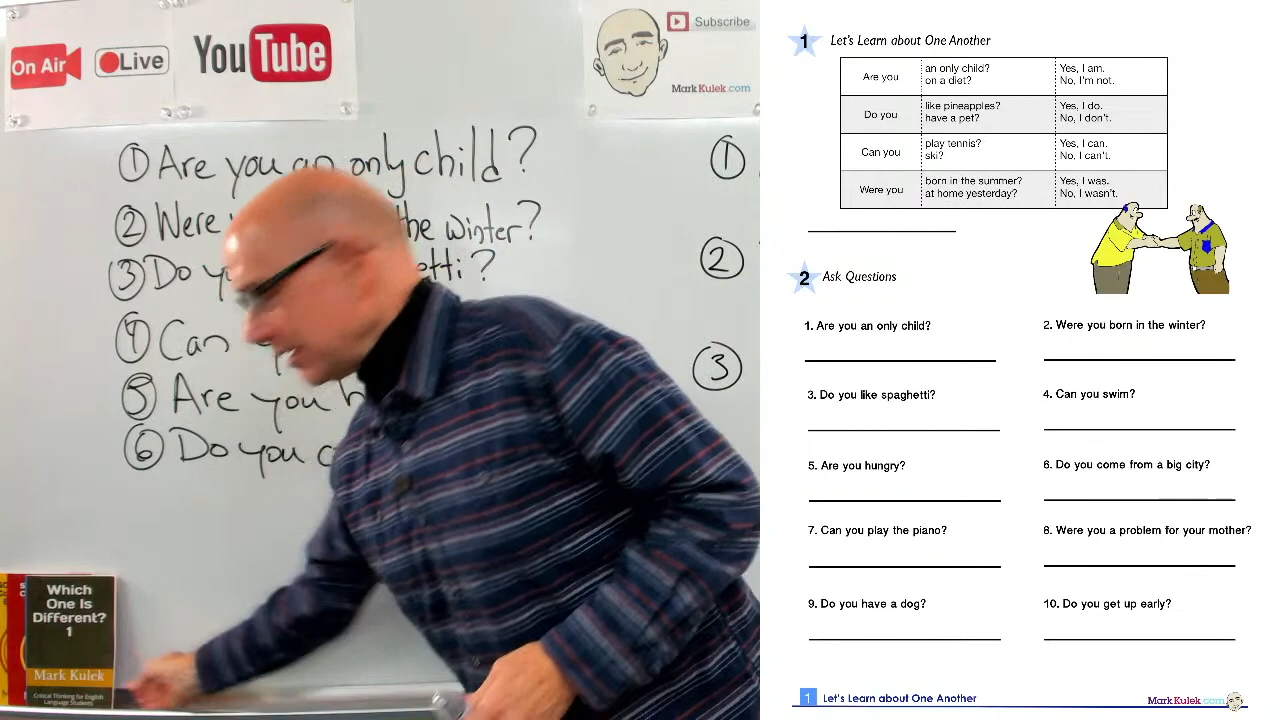 On Air
Live
YouTube
Subscribe
MarkKulek.com
① Are you an only child?
② Were the winter?
③ Do
④ Can
⑤ Are you
⑥ Do you
①
②
③
Which
One Is
Different?
1
Mark Kulek
Critical Thinking for English
Language Students
1 Let's Learn about One Another
Are you an only child? Yes, I am.
on a diet? No, I'm not.
Do you like pineapples? Yes, I do.
have a pet? No, I don't.
Can you play tennis? Yes, I can.
ski? No, I can't.
Were you born in the summer? Yes, I was.
at home yesterday? No, I wasn't.
2 Ask Questions
1. Are you an only child? 2. Were you born in the winter?
3. Do you like spaghetti? 4. Can you swim?
5. Are you hungry? 6. Do you come from a big city?
7. Can you play the piano? 8. Were you a problem for your mother?
9. Do you have a dog? 10. Do you get up early?
1 Let's Learn about One Another
MarkKulek.com